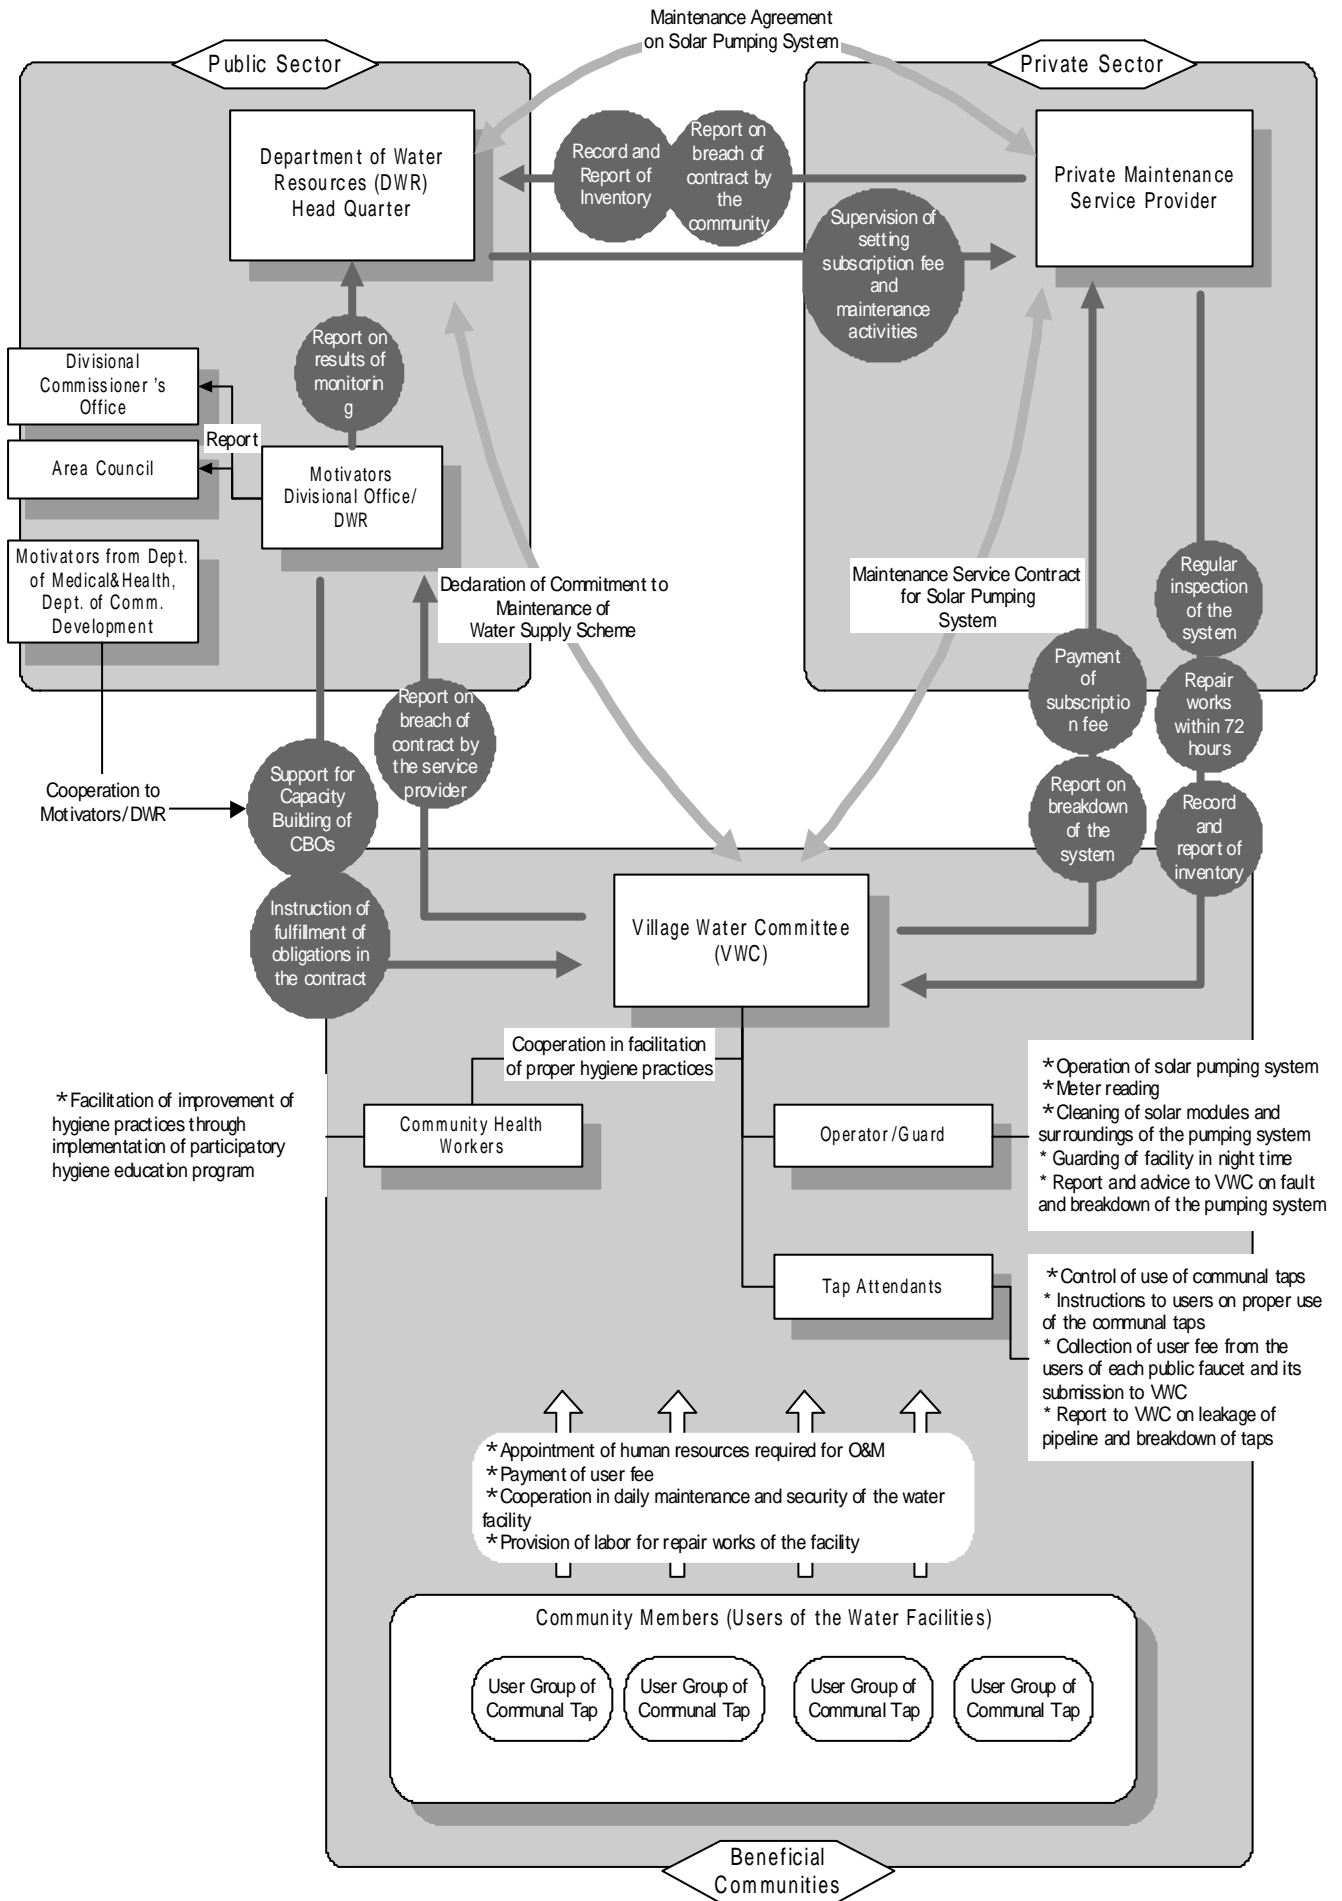 Maintenance Agreement
on Solar Pumping System
Public Sector
Private Sector
Department of Water
Resources (DWR)
Head Quarter
Record and
Report of
Inventory
Report on
breach of
contract by
the
community
Private Maintenance
Service Provider
Supervision of
setting
subscription fee
and
maintenance
activities
Report on
results of
monitorin
g
Divisional
Commissioner 's
Office
Report
Area Council
Motivators
Divisional Office/
DWR
Motivators from Dept.
of Medical&Health,
Dept. of Comm.
Development
Declaration of Commitment to
Maintenance of
Water Supply Scheme
Maintenance Service Contract
for Solar Pumping
System
Regular
inspection
of the
system
Payment
of
subscriptio
n fee
Repair
works
within 72
hours
Report on
breach of
contract by
the service
provider
Cooperation to
Motivators/DWR
Support for
Capacity
Building of
CBOs
Report on
breakdown
of the
system
Record
and
report of
inventory
Instruction of
fulfillment of
obligations in
the contract
Village Water Committee
(VWC)
Cooperation in facilitation
of proper hygiene practices
*Facilitation of improvement of
hygiene practices through
implementation of participatory
hygiene education program
Community Health
Workers
Operator/Guard
*Operation of solar pumping system
*Meter reading
*Cleaning of solar modules and
surroundings of the pumping system
* Guarding of facility in night time
* Report and advice to VWC on fault
and breakdown of the pumping system
Tap Attendants
*Control of use of communal taps
* Instructions to users on proper use
of the communal taps
* Collection of user fee from the
users of each public faucet and its
submission to VWC
* Report to VWC on leakage of
pipeline and breakdown of taps
*Appointment of human resources required for O&M
*Payment of user fee
*Cooperation in daily maintenance and security of the water
facility
*Provision of labor for repair works of the facility
Community Members (Users of the Water Facilities)
User Group of
Communal Tap
User Group of
Communal Tap
User Group of
Communal Tap
User Group of
Communal Tap
Beneficial
Communities